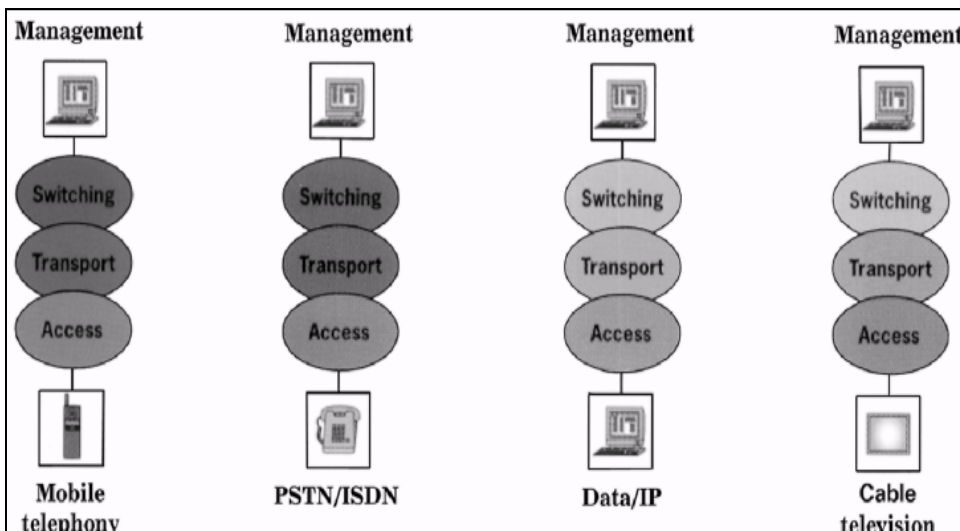 Management
Management
Management
Management
Switching
Switching
Switching
Switching
Transport
Transport
Transport
Transport
Access
Access
Access
Access
Mobile
telephony
PSTN/ISDN
Data/IP
Cable
television